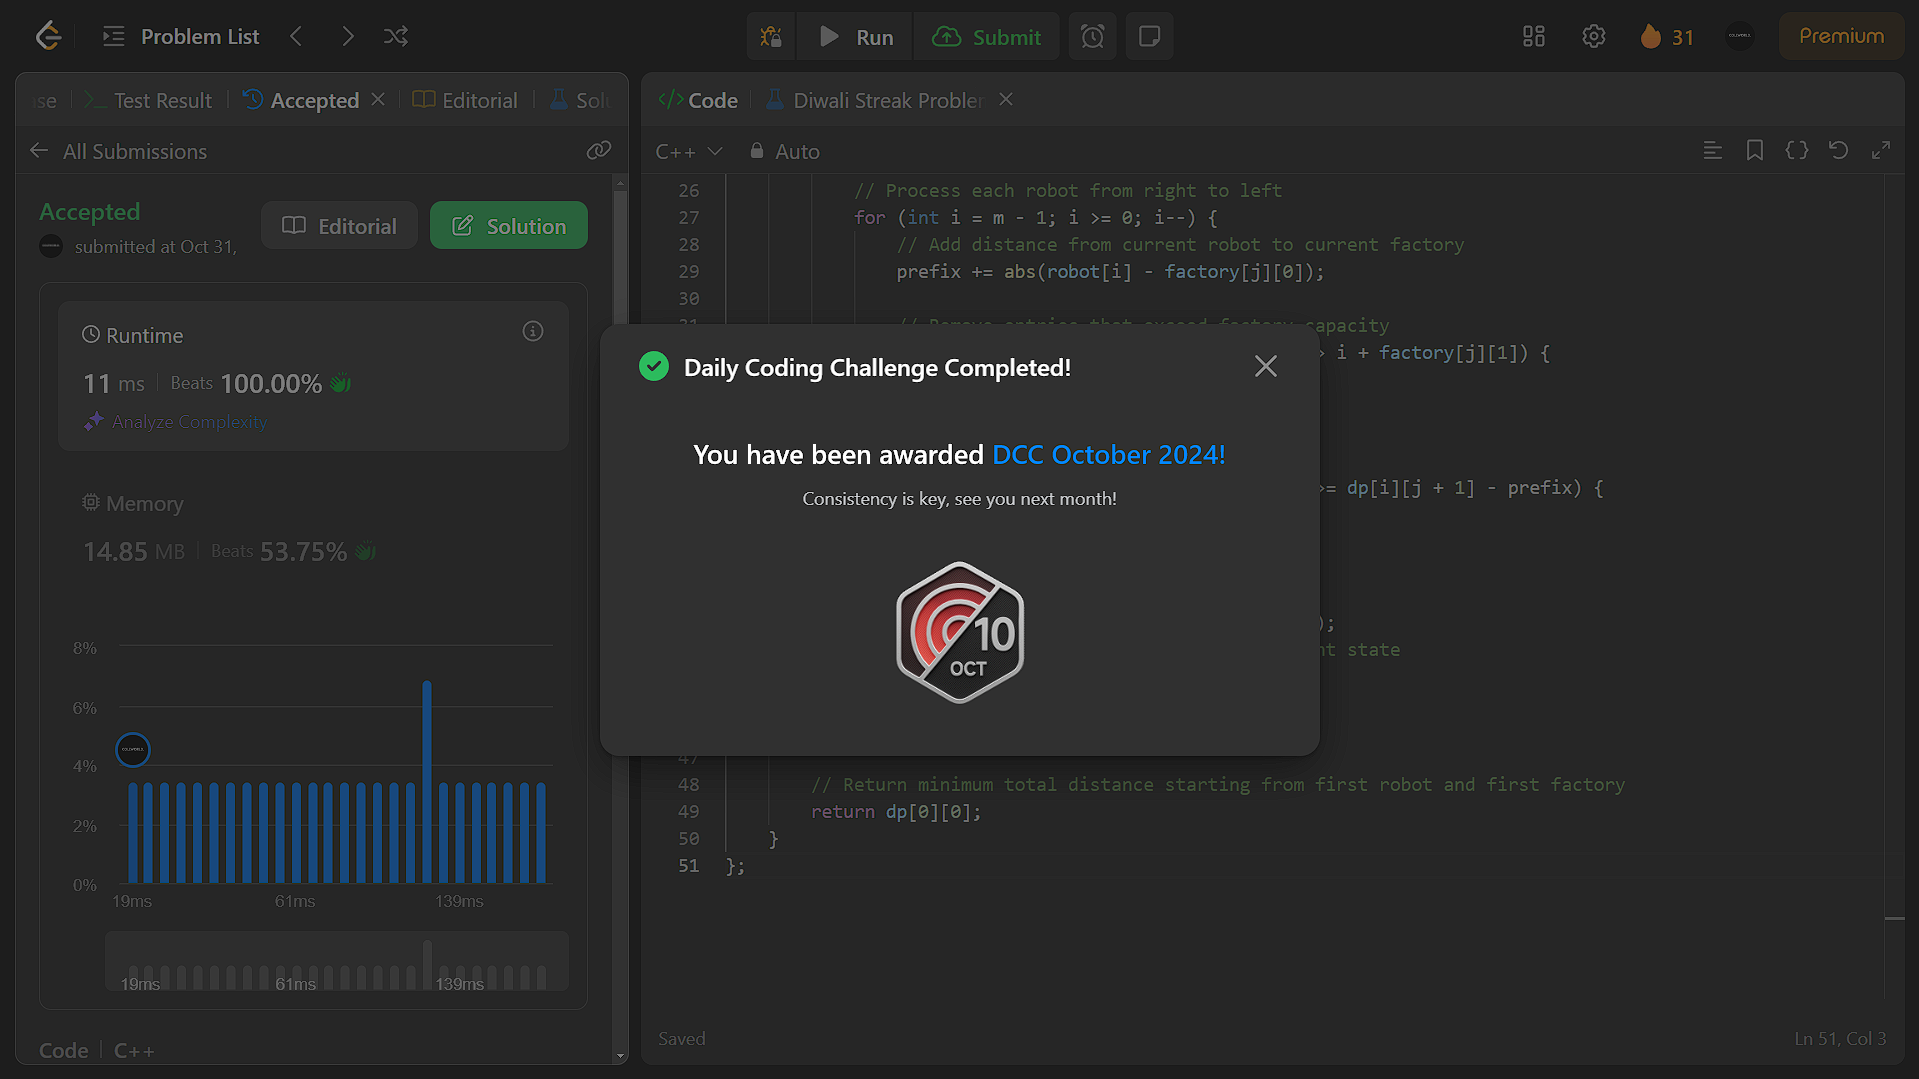 Problem List
Run
Submit
31
Premium
se
Test Result
Accepted
Editorial
Solu
Code
Diwali Streak Problem
All Submissions
C++
Auto
Accepted
submitted at Oct 31,
Editorial
Solution
Runtime
11 ms
Beats 100.00%
Analyze Complexity
Memory
14.85 MB
Beats 53.75%
8%
6%
4%
2%
0%
19ms
61ms
139ms
19ms
61ms
139ms
Code
C++
26 // Process each robot from right to left
27 for (int i = m - 1; i >= 0; i--) {
28 // Add distance from current robot to current factory
29 prefix += abs(robot[i] - factory[j][0]);
30
capacity
> i + factory[j][1]) {
>= dp[i][j + 1] - prefix) {
);
nt state
47
48 // Return minimum total distance starting from first robot and first factory
49 return dp[0][0];
50 }
51 };
Saved
Ln 51, Col 3
Daily Coding Challenge Completed!
You have been awarded DCC October 2024!
Consistency is key, see you next month!
10
OCT